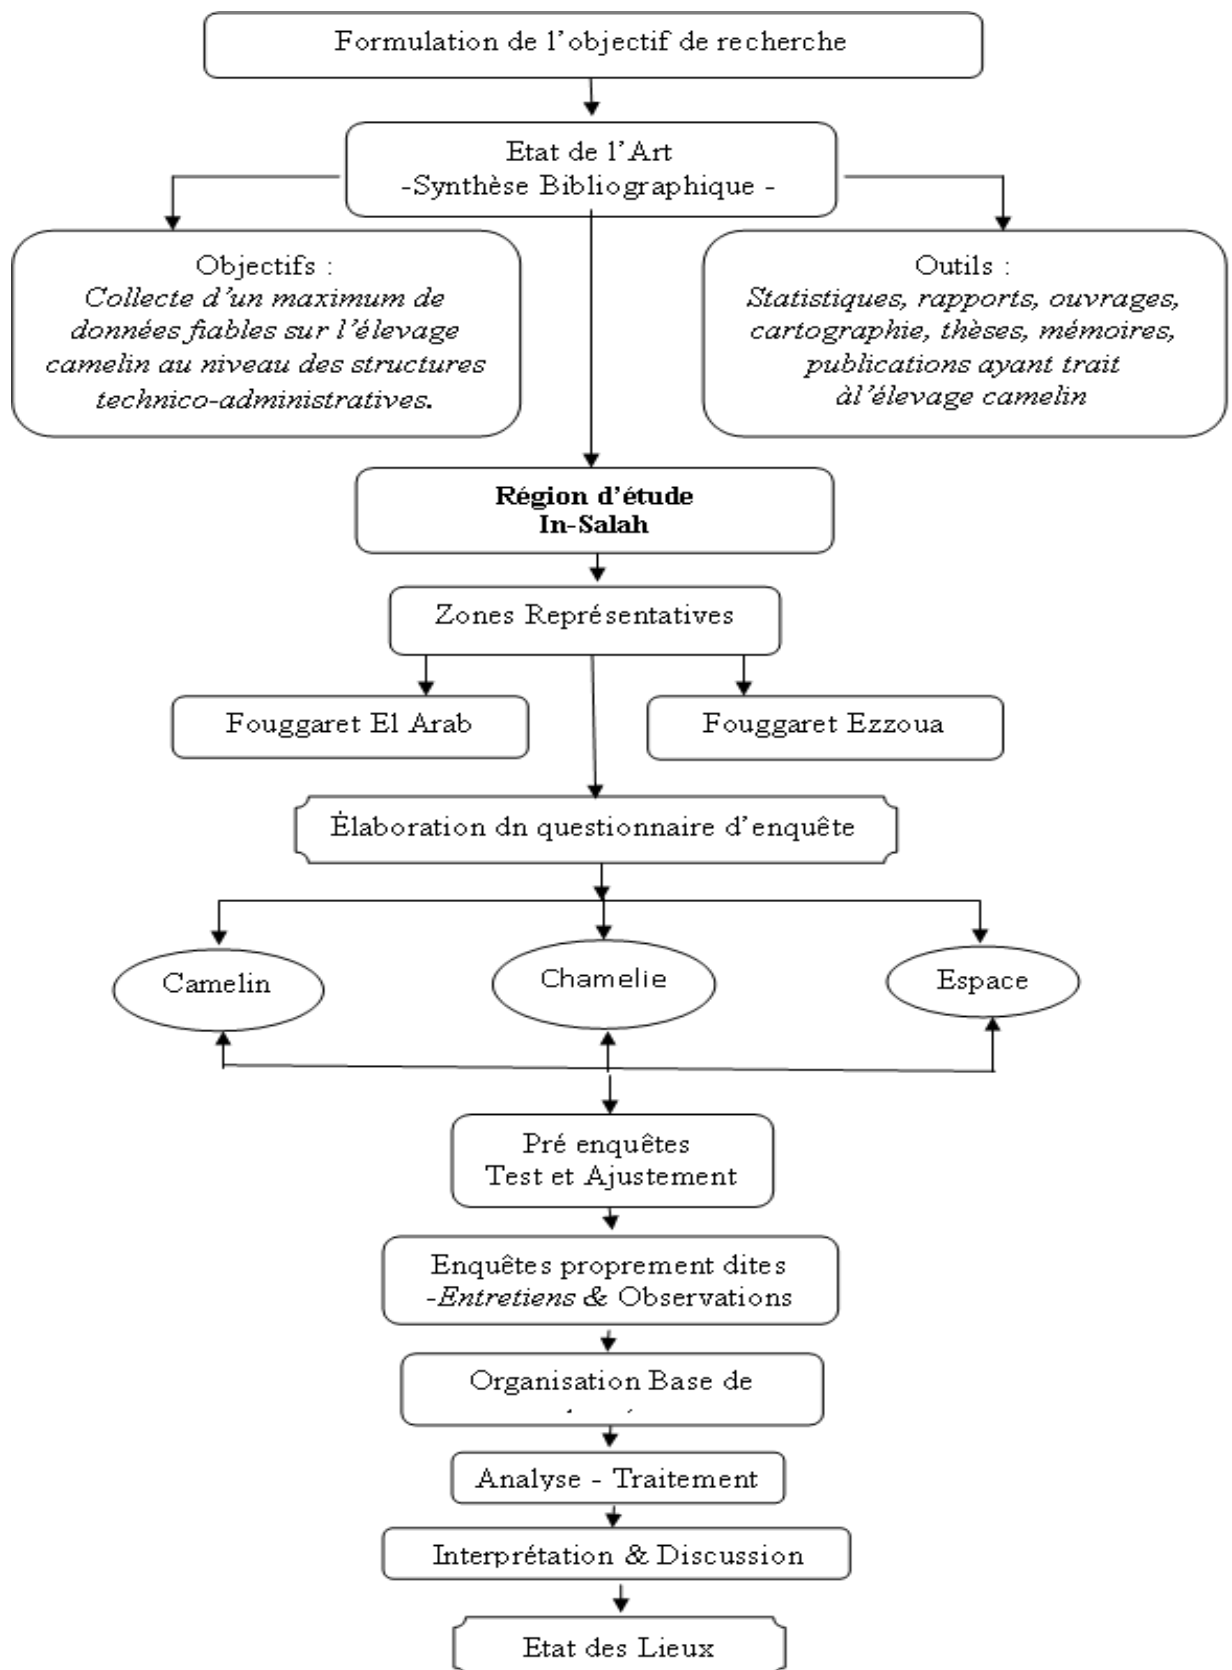 Formulation de l'objectif de recherche
Etat de l'Art
-Synthèse Bibliographique -
Objectifs :
Collecte d'un maximum de
données fiables sur l'élevage
camelin au niveau des structures
technico-administratives.
Outils :
Statistiques, rapports, ouvrages,
cartographie, thèses, mémoires,
publications ayant trait
àl'élevage camelin
Région d'étude
In-Salah
Zones Représentatives
Fouggaret El Arab
Fouggaret Ezzoua
Élaboration dn questionnaire d'enquête
Camelin
Chamelie
Espace
Pré enquêtes
Test et Ajustement
Enquêtes proprement dites
-Entretiens & Observations
Organisation Base de
Analyse - Traitement
Interprétation & Discussion
Etat des Lieux